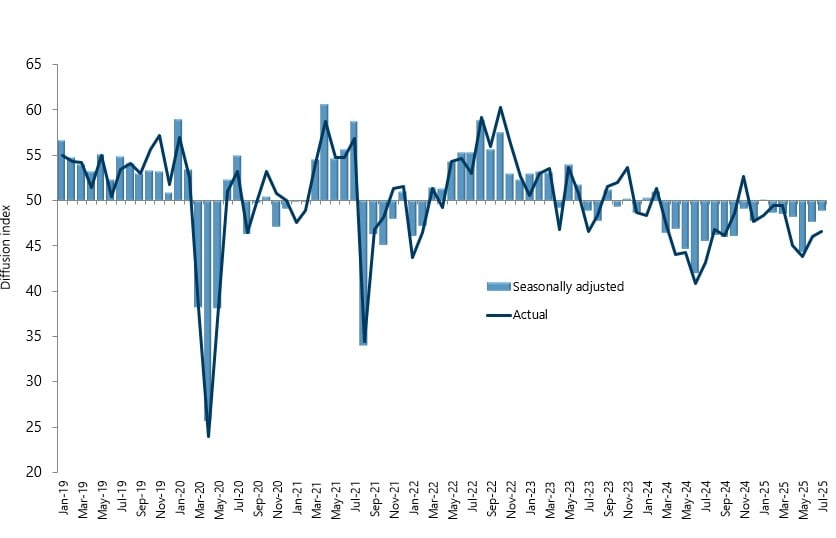 65
60
55
50
45
40
35
30
25
20
Diffusion index
Seasonally adjusted
Actual
Jan-19
Mar-19
May-19
Jul-19
Sep-19
Nov-19
Jan-20
Mar-20
May-20
Jul-20
Sep-20
Nov-20
Jan-21
Mar-21
May-21
Jul-21
Sep-21
Nov-21
Jan-22
Mar-22
May-22
Jul-22
Sep-22
Nov-22
Jan-23
Mar-23
May-23
Jul-23
Sep-23
Nov-23
Jan-24
Mar-24
May-24
Jul-24
Sep-24
Nov-24
Jan-25
Mar-25
May-25
Jul-25